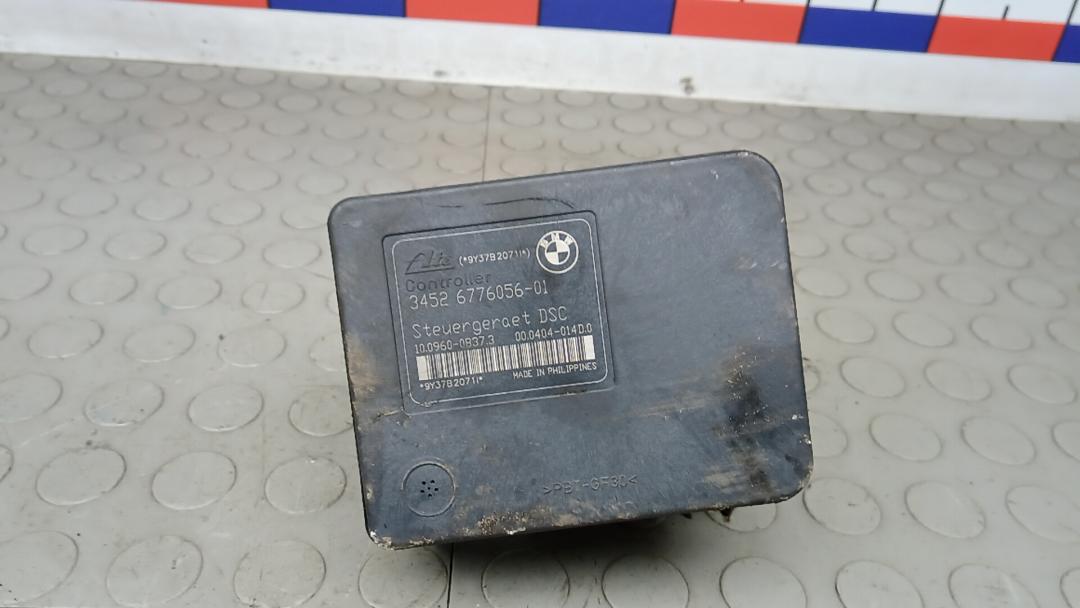 Ate (*9Y37B2071I*) BMW
Controller
3452 6776056-01
Steuergeraet DSC
10.0960-0837.3 00.0404-014D.0
*9Y37B2071I* MADE IN PHILIPPINES
>PBT-GF30<